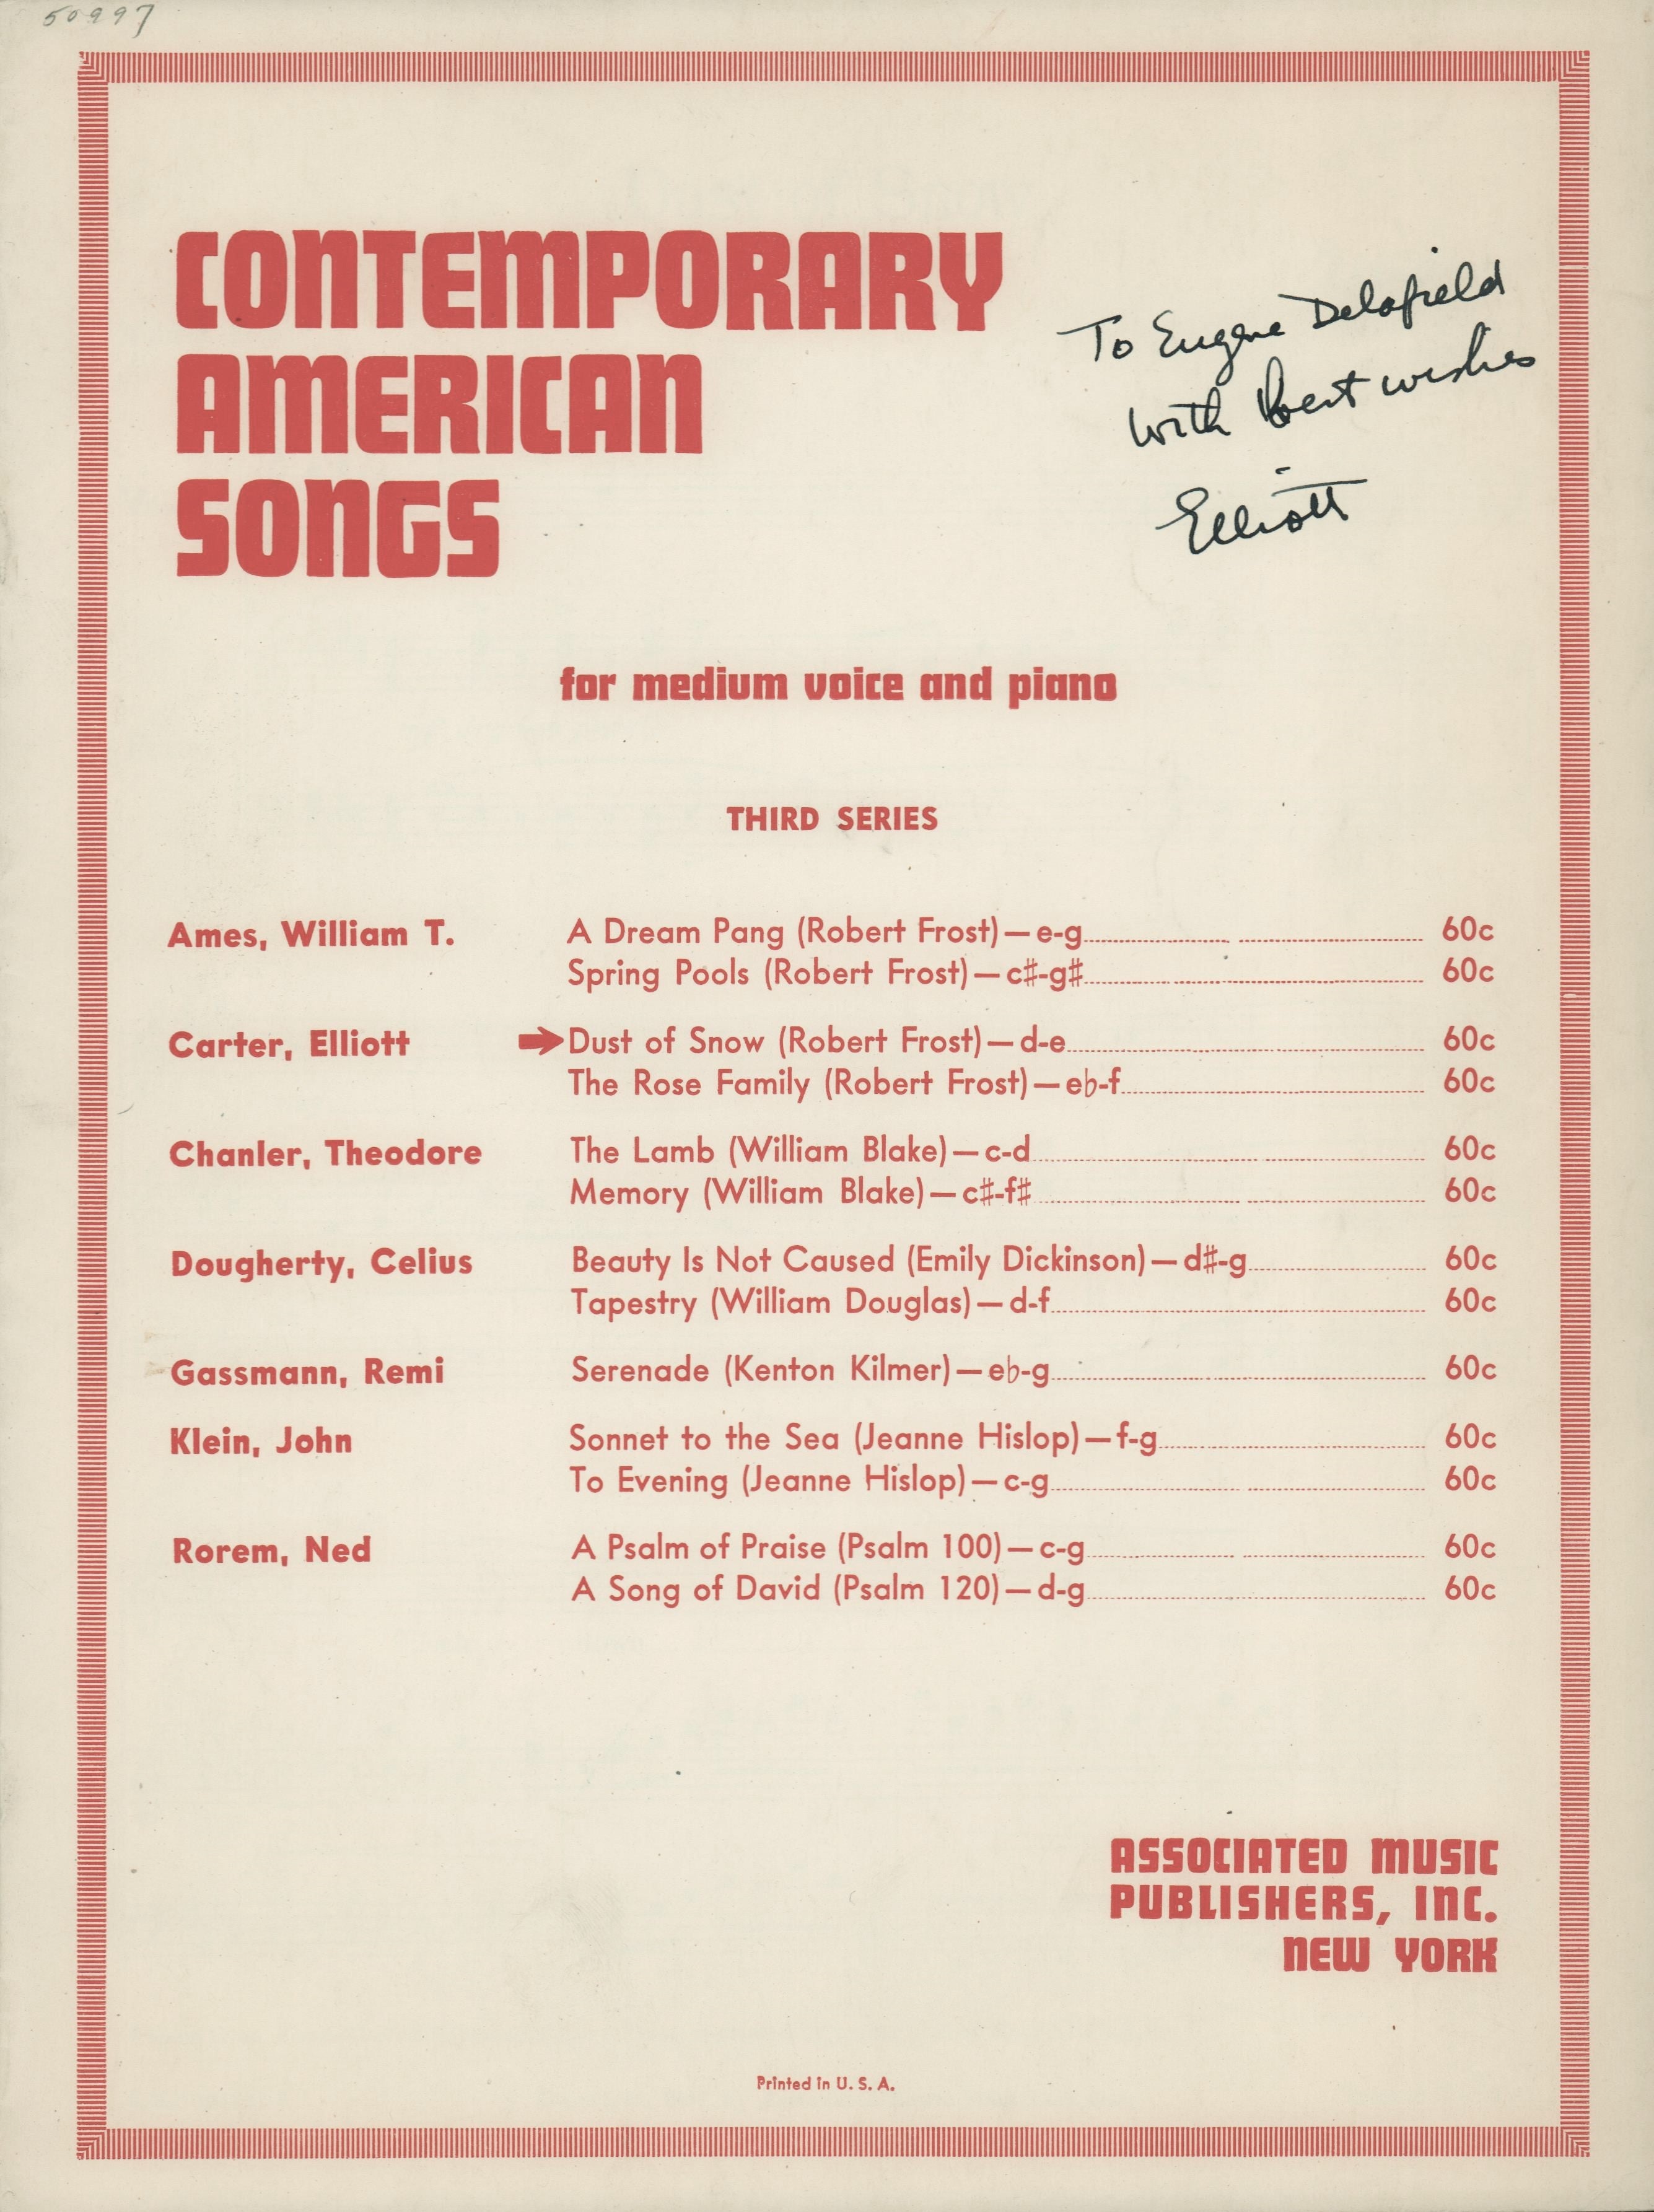 50997
CONTEMPORARY
AMERICAN
SONGS
To Eugene Delafield
with best wishes
Elliott
for medium voice and piano
THIRD SERIES
Ames, William T. A Dream Pang (Robert Frost)—e-g 60c
Spring Pools (Robert Frost)—c♯-g♯ 60c
Carter, Elliott ➔Dust of Snow (Robert Frost)—d-e 60c
The Rose Family (Robert Frost)—e♭-f 60c
Chanler, Theodore The Lamb (William Blake)—c-d 60c
Memory (William Blake)—c♯-f♯ 60c
Dougherty, Celius Beauty Is Not Caused (Emily Dickinson)—d♯-g 60c
Tapestry (William Douglas)—d-f 60c
Gassmann, Remi Serenade (Kenton Kilmer)—e♭-g 60c
Klein, John Sonnet to the Sea (Jeanne Hislop)—f-g 60c
To Evening (Jeanne Hislop)—c-g 60c
Rorem, Ned A Psalm of Praise (Psalm 100)—c-g 60c
A Song of David (Psalm 120)—d-g 60c
ASSOCIATED MUSIC
PUBLISHERS, INC.
NEW YORK
Printed in U. S. A.